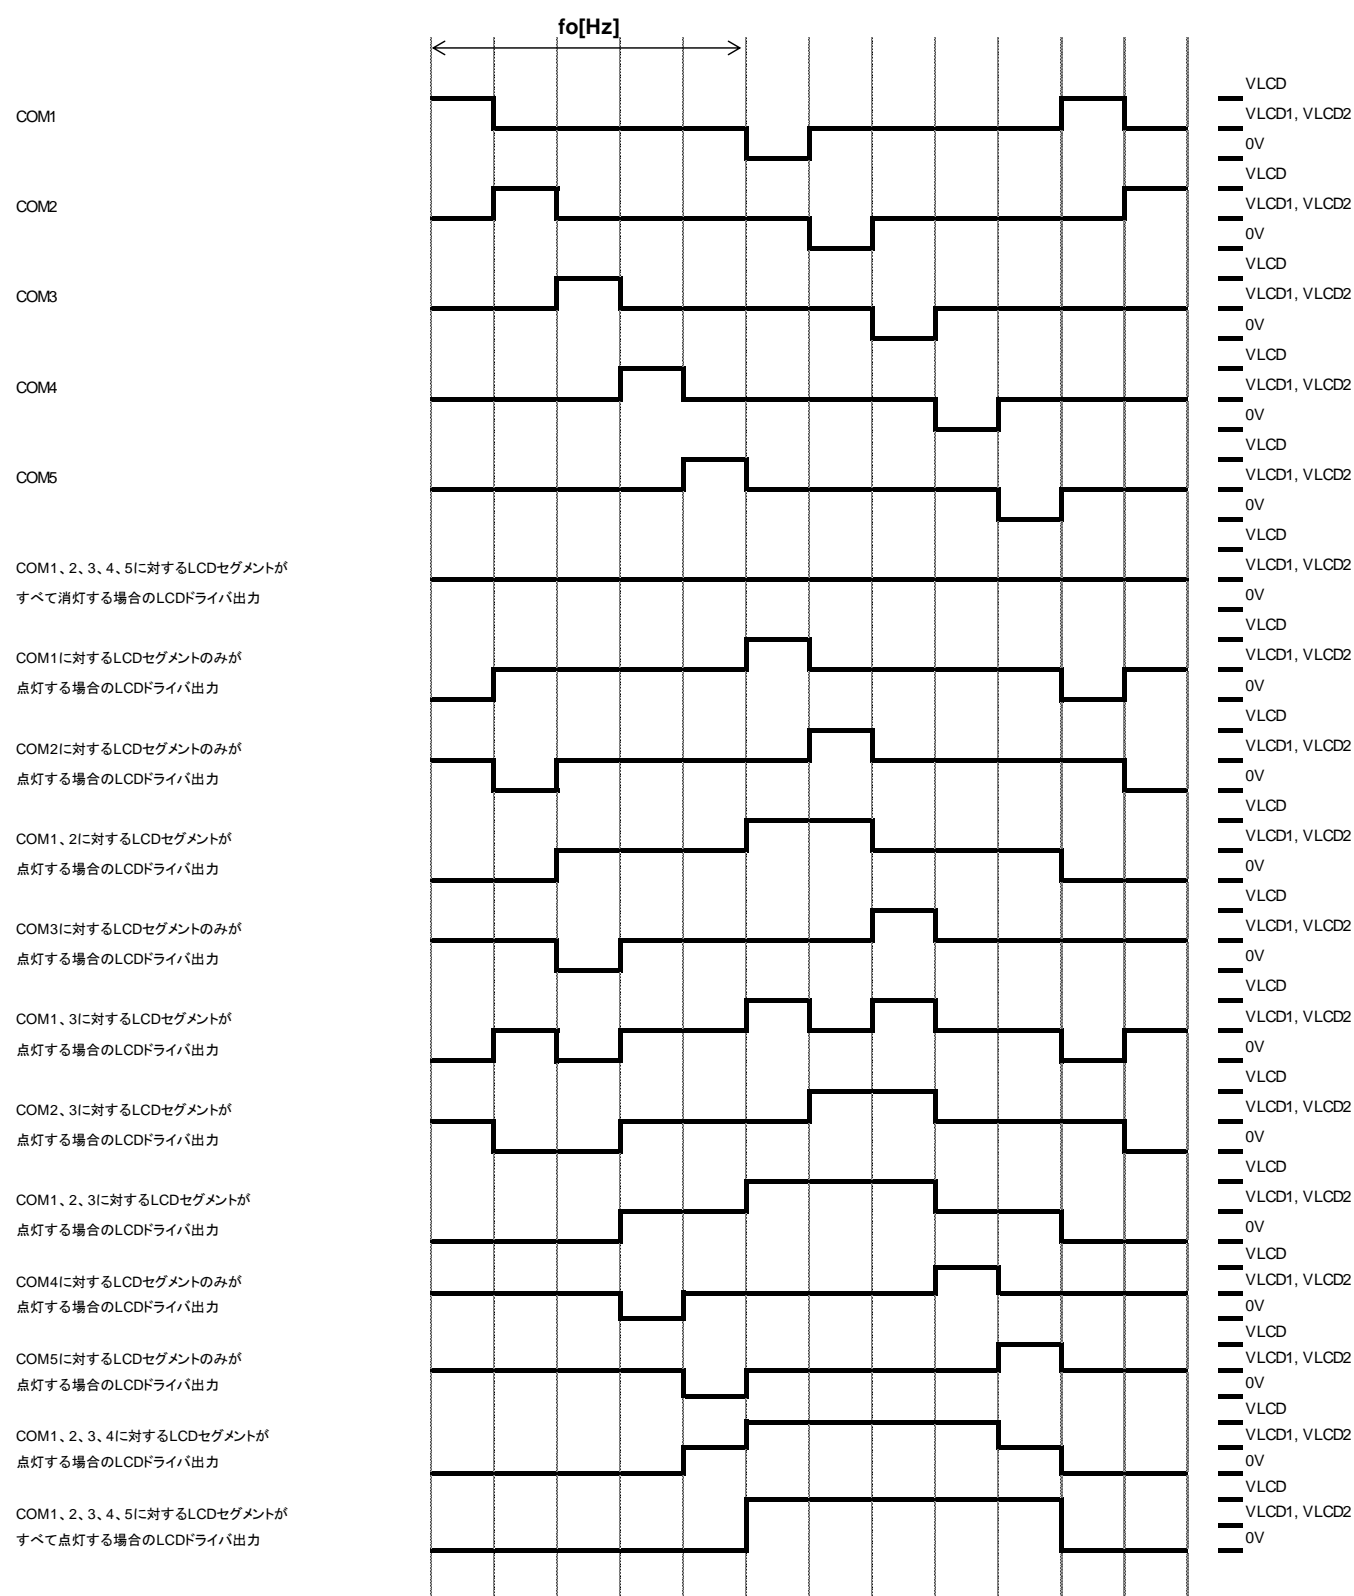 fo[Hz]
VLCD
COM1
VLCD1, VLCD2
0V
VLCD
COM2
VLCD1, VLCD2
0V
VLCD
COM3
VLCD1, VLCD2
0V
VLCD
COM4
VLCD1, VLCD2
0V
VLCD
COM5
VLCD1, VLCD2
0V
VLCD
COM1、2、3、4、5に対するLCDセグメントが
VLCD1, VLCD2
すべて消灯する場合のLCDドライバ出力
0V
VLCD
COM1に対するLCDセグメントのみが
VLCD1, VLCD2
点灯する場合のLCDドライバ出力
0V
VLCD
COM2に対するLCDセグメントのみが
VLCD1, VLCD2
点灯する場合のLCDドライバ出力
0V
VLCD
COM1、2に対するLCDセグメントが
VLCD1, VLCD2
点灯する場合のLCDドライバ出力
0V
VLCD
COM3に対するLCDセグメントのみが
VLCD1, VLCD2
点灯する場合のLCDドライバ出力
0V
VLCD
COM1、3に対するLCDセグメントが
VLCD1, VLCD2
点灯する場合のLCDドライバ出力
0V
VLCD
COM2、3に対するLCDセグメントが
VLCD1, VLCD2
点灯する場合のLCDドライバ出力
0V
VLCD
COM1、2、3に対するLCDセグメントが
VLCD1, VLCD2
点灯する場合のLCDドライバ出力
0V
VLCD
COM4に対するLCDセグメントのみが
VLCD1, VLCD2
点灯する場合のLCDドライバ出力
0V
VLCD
COM5に対するLCDセグメントのみが
VLCD1, VLCD2
点灯する場合のLCDドライバ出力
0V
VLCD
COM1、2、3、4に対するLCDセグメントが
VLCD1, VLCD2
点灯する場合のLCDドライバ出力
0V
VLCD
COM1、2、3、4、5に対するLCDセグメントが
VLCD1, VLCD2
すべて点灯する場合のLCDドライバ出力
0V